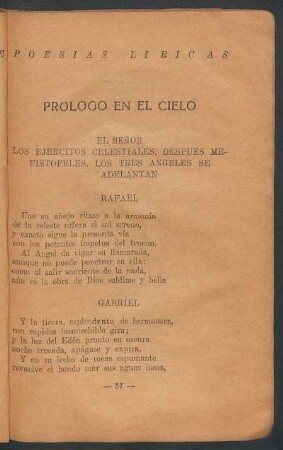 POESIAS LIRICAS
PROLOGO EN EL CIELO
EL SEÑOR
LOS EJERCITOS CELESTIALES, DESPUES ME-
FISTOFELES. LOS TRES ANGELES SE
ADELANTAN
RAFAEL
Une su añejo ritmo a la armonía
de la celeste esfera el sol sereno,
y exacto sigue la prescrita vía
con los potentes ímpetus del trueno.
Al Angel da vigor su llamarada,
aunque no puede penetrar en ella;
como al salir sonriente de la nada,
aún es la obra de Dios sublime y bella
GABRIEL
Y la tierra, esplendente de hermosura,
con rapidez inconcebible gira;
y la luz del Edén pronto en oscura
noche trocada, apágase y expira.
Y en su lecho de rocas espumante
revuelve el hondo mar sus aguas locas,
— 57 —